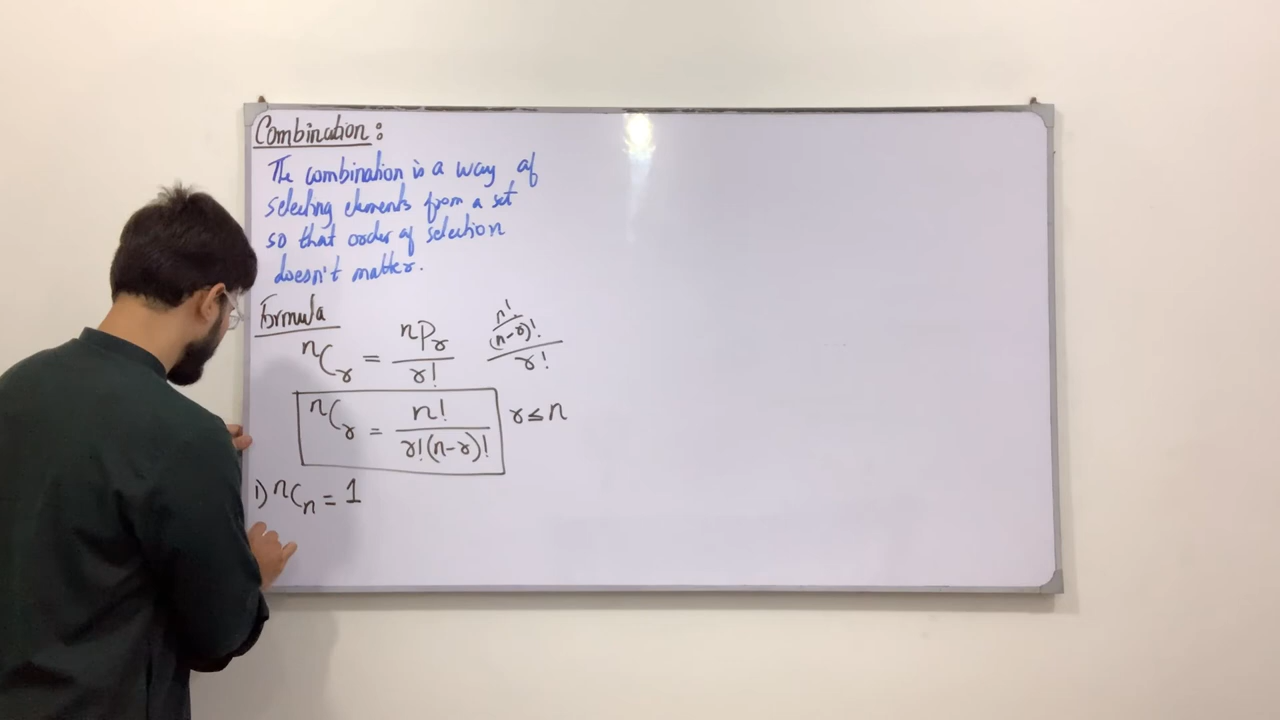 Combination:
The combination is a way of
selecting elements from a set
so that order of selection
doesn't matter.
Formula
ⁿCᵣ = ⁿPᵣ / r!    (n! / (n-r)!) / r!
ⁿCᵣ = n! / r!(n-r)!    r ≤ n
1) ⁿCₙ = 1